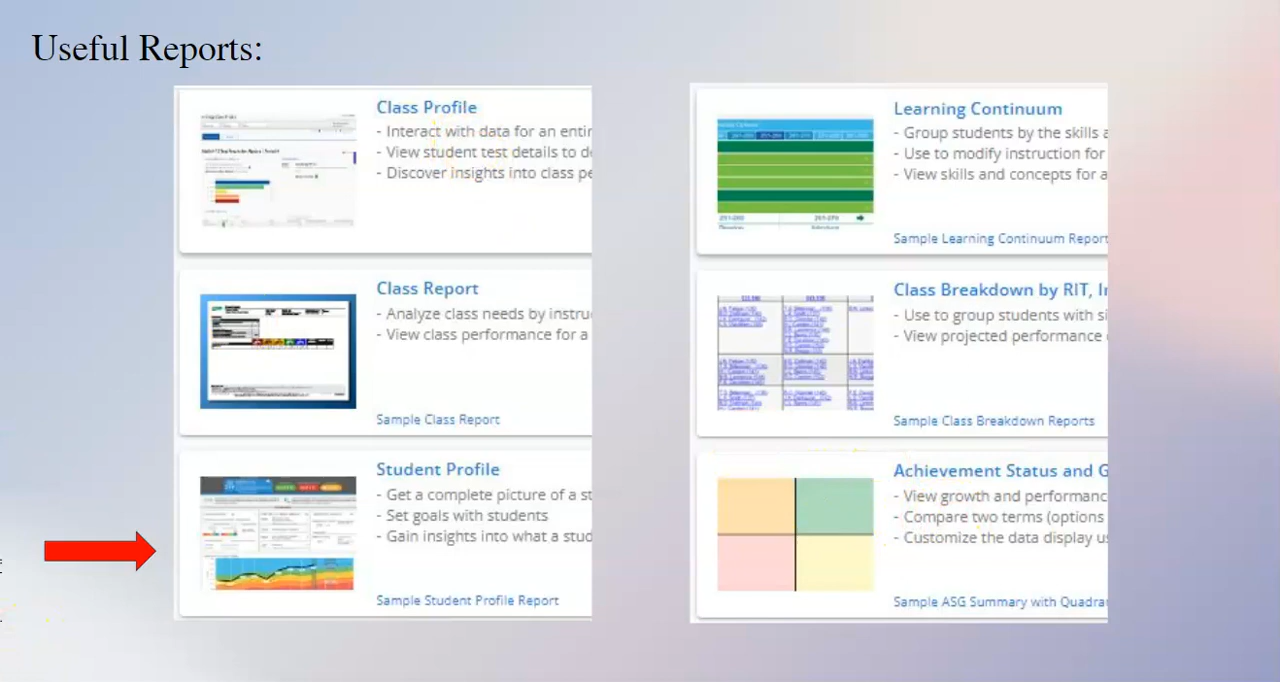 Useful Reports:
Class Profile
- Interact with data for an entir
- View student test details to de
- Discover insights into class pe
Class Report
- Analyze class needs by instru
- View class performance for a
Sample Class Report
Student Profile
- Get a complete picture of a st
- Set goals with students
- Gain insights into what a stud
Sample Student Profile Report
Learning Continuum
- Group students by the skills a
- Use to modify instruction for
- View skills and concepts for a
Sample Learning Continuum Report
Class Breakdown by RIT, In
- Use to group students with si
- View projected performance
Sample Class Breakdown Reports
Achievement Status and G
- View growth and performanc
- Compare two terms (options
- Customize the data display us
Sample ASG Summary with Quadra